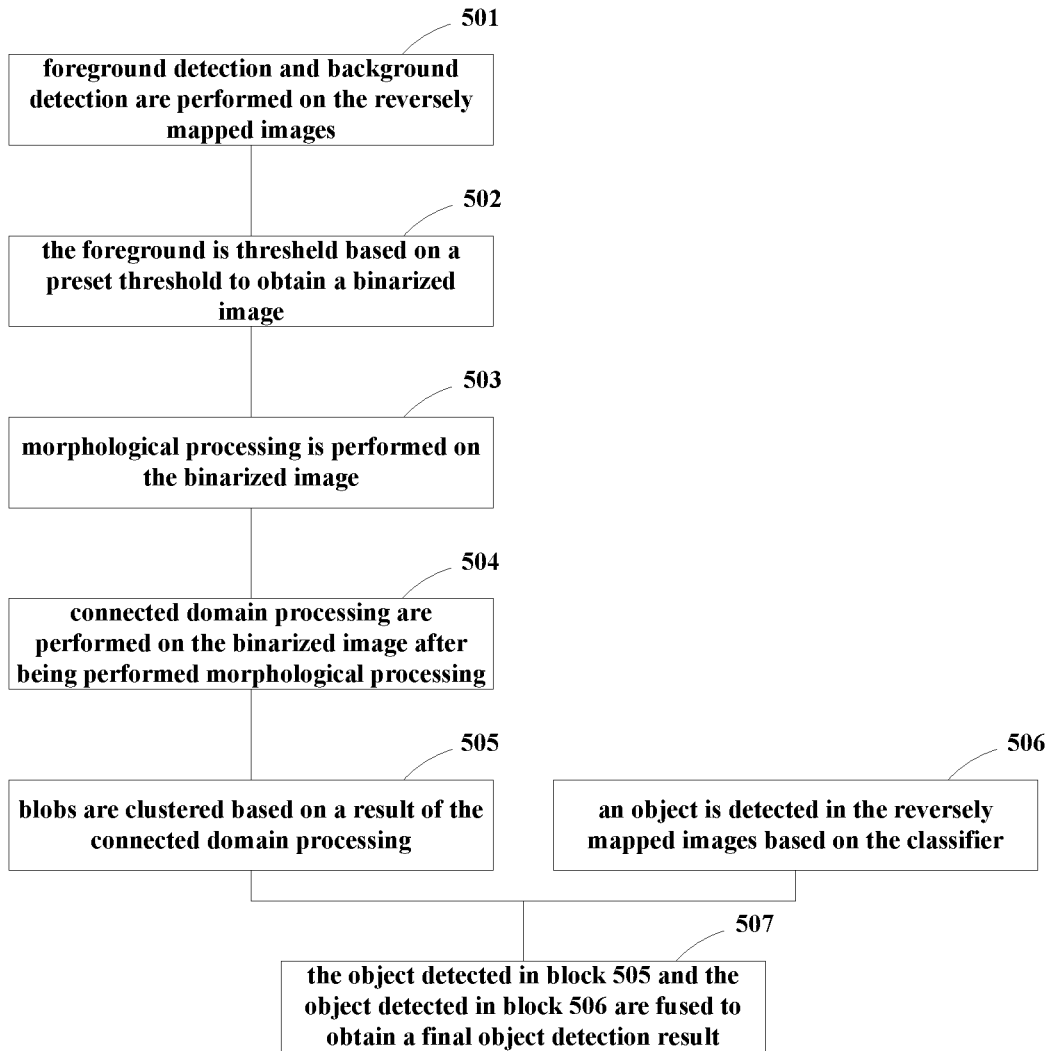 501
foreground detection and background
detection are performed on the reversely
mapped images
502
the foreground is thresheld based on a
preset threshold to obtain a binarized
image
503
morphological processing is performed on
the binarized image
504
connected domain processing are
performed on the binarized image after
being performed morphological processing
505
blobs are clustered based on a result of the
connected domain processing
506
an object is detected in the reversely
mapped images based on the classifier
507
the object detected in block 505 and the
object detected in block 506 are fused to
obtain a final object detection result